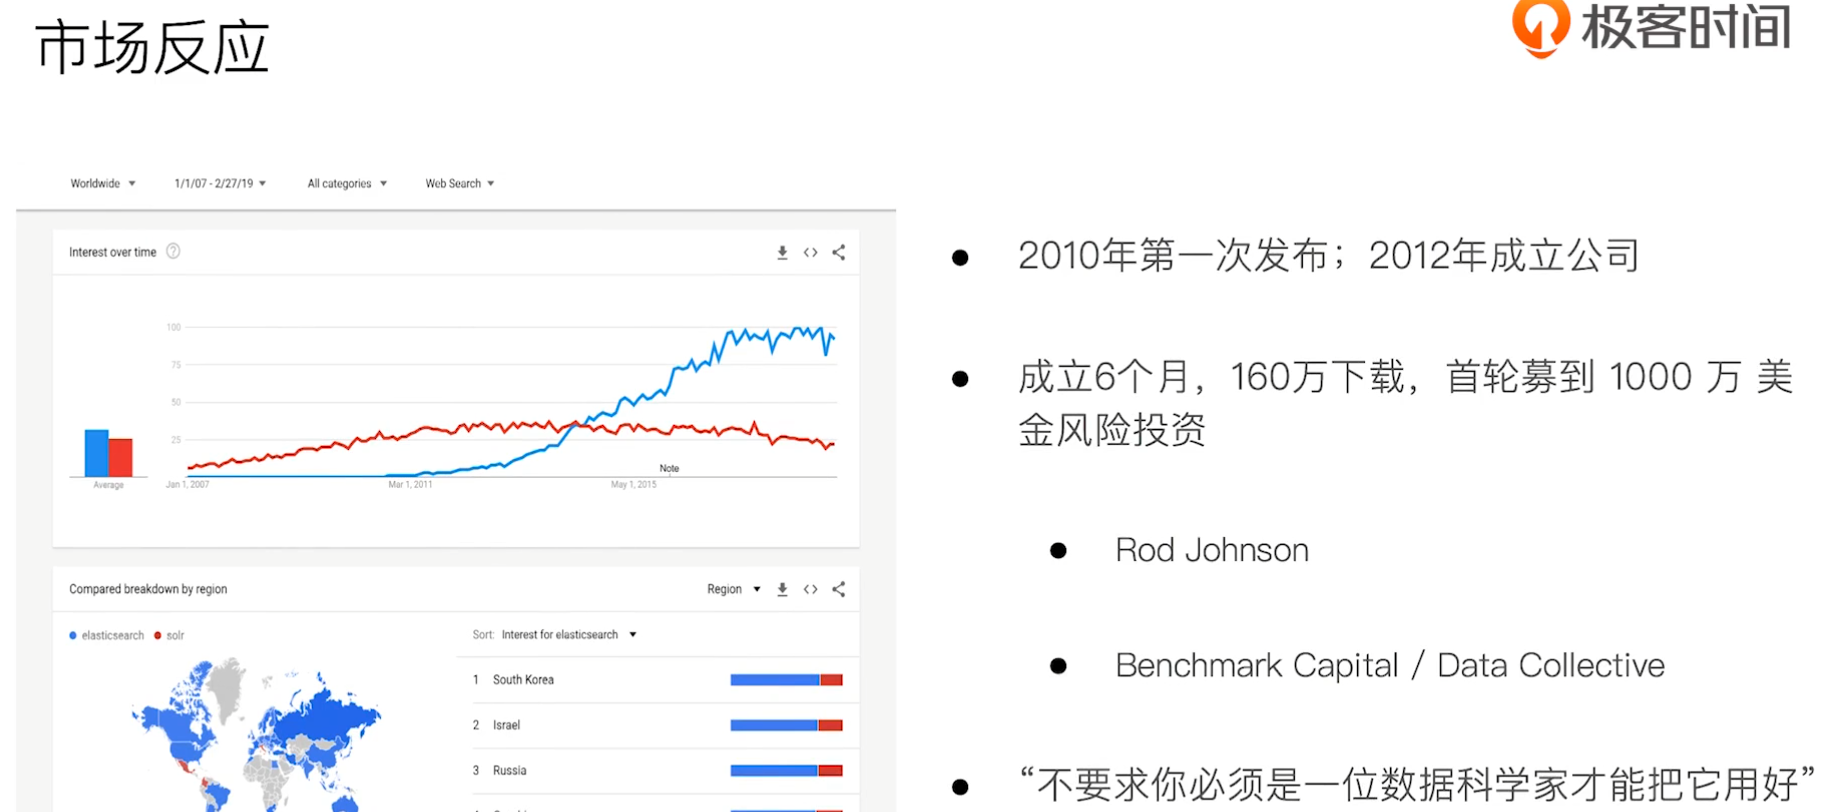 市场反应
极客时间
Worldwide
1/1/07 - 2/27/19
All categories
Web Search
Interest over time
100
75
50
25
Note
Average
Jan 1, 2007
Mar 1, 2011
May 1, 2015
Compared breakdown by region
Region
elasticsearch
solr
Sort: Interest for elasticsearch
1 South Korea
2 Israel
3 Russia
2010年第一次发布；2012年成立公司
成立6个月，160万下载，首轮募到 1000 万 美
金风险投资
Rod Johnson
Benchmark Capital / Data Collective
“不要求你必须是一位数据科学家才能把它用好”